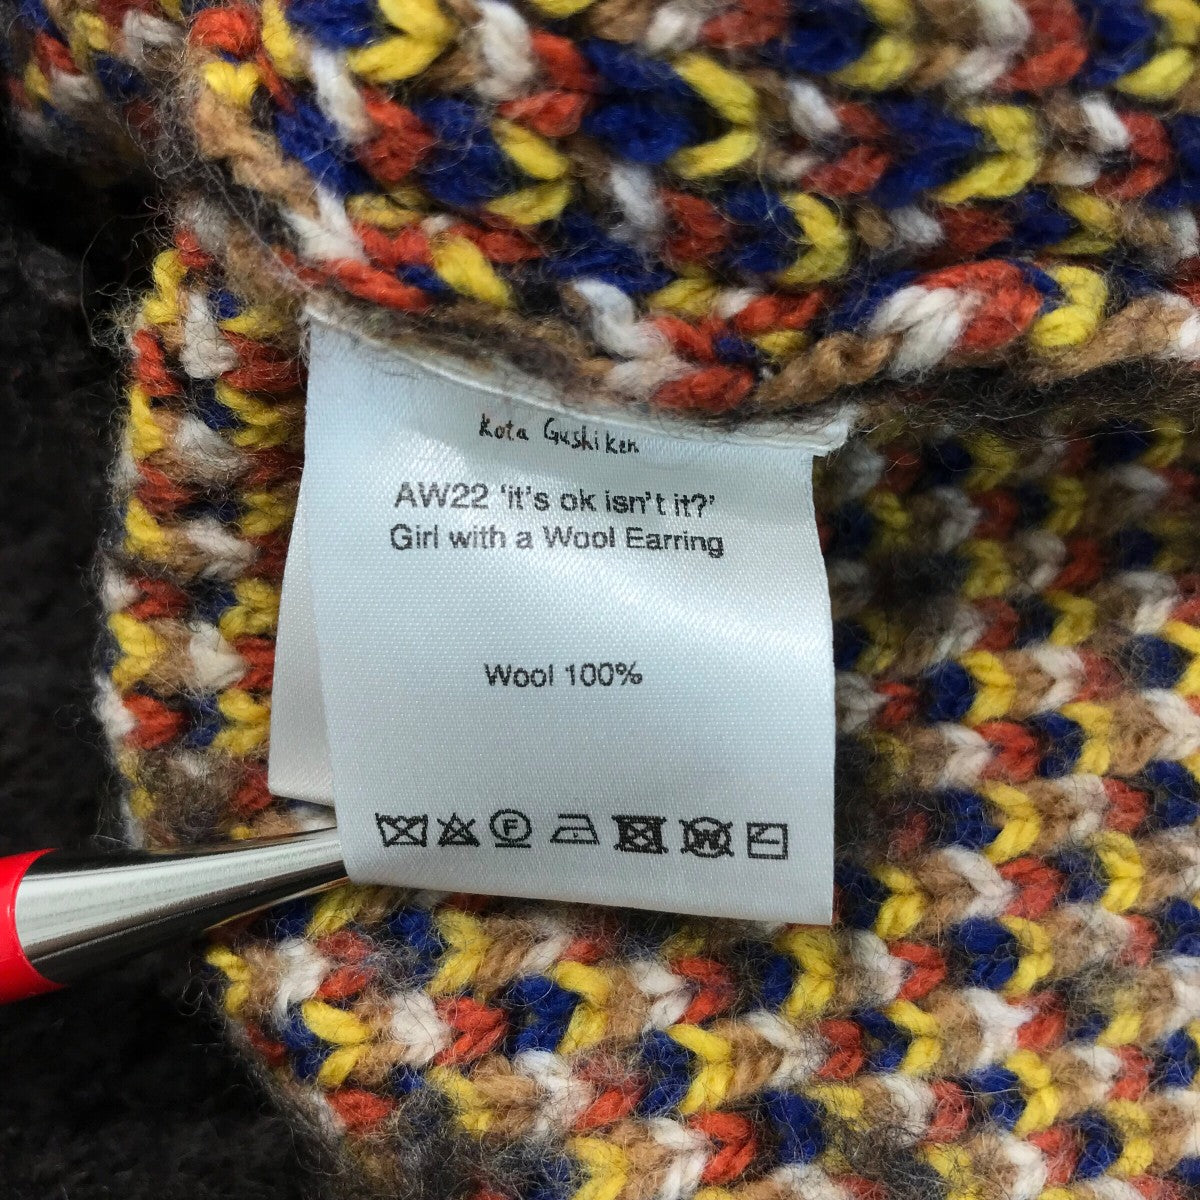 Kota Gushiken
AW22 ‘it's ok isn't it?’
Girl with a Wool Earring
Wool 100%
F
W